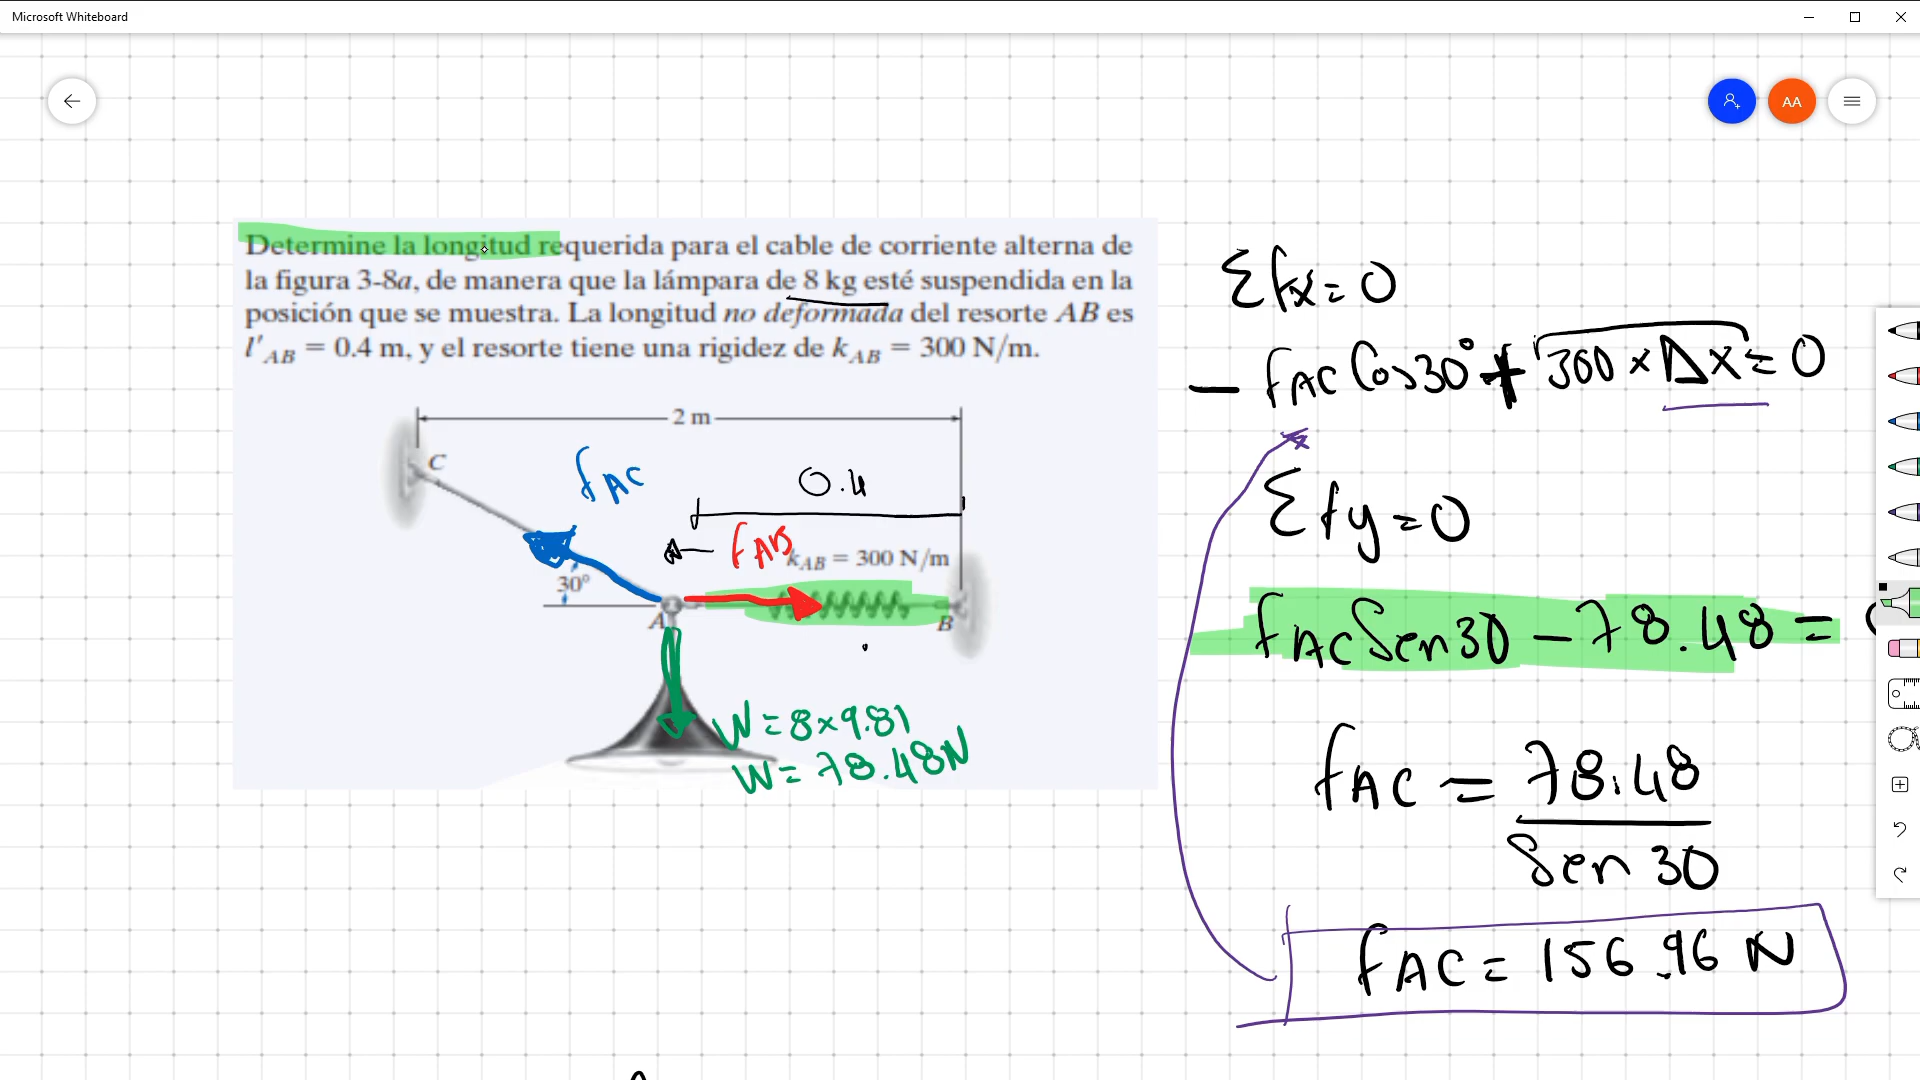 Microsoft Whiteboard
AA
Determine la longitud requerida para el cable de corriente alterna de
la figura 3-8a, de manera que la lámpara de 8 kg esté suspendida en la
posición que se muestra. La longitud no deformada del resorte AB es
l'AB = 0.4 m, y el resorte tiene una rigidez de kAB = 300 N/m.
2 m
C
fAC
0.4
fAB
kAB = 300 N/m
30°
A
B
W = 8×9.81
W = 78.48N
Σfx=0
- fAC Cos30° + 300 × Δx = 0
Σfy=0
fAC Sen30 - 78.48 =
fAC = 78.48
Sen 30
fAC = 156.96 N